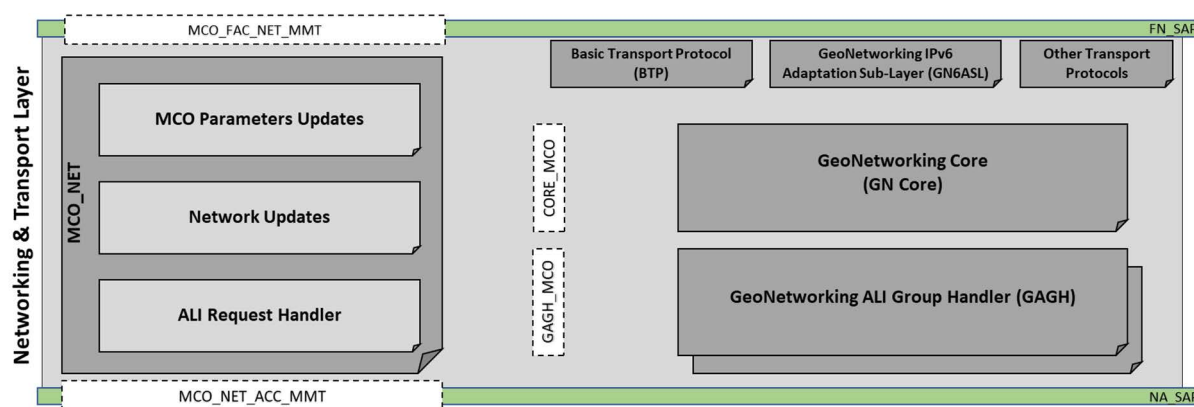 MCO_FAC_NET_MMT
FN_SAP
Networking & Transport Layer
MCO_NET
MCO Parameters Updates
Network Updates
ALI Request Handler
Basic Transport Protocol
(BTP)
GeoNetworking IPv6
Adaptation Sub-Layer (GN6ASL)
Other Transport
Protocols
CORE_MCO
GeoNetworking Core
(GN Core)
GAGH_MCO
GeoNetworking ALI Group Handler (GAGH)
MCO_NET_ACC_MMT
NA_SAP